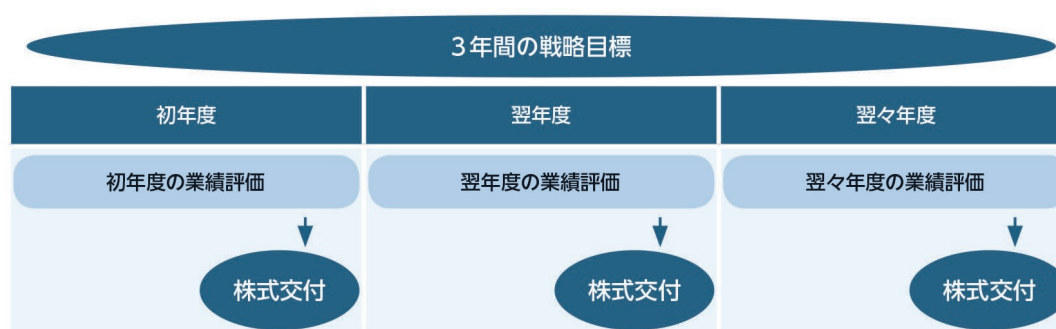 3年間の戦略目標
初年度
翌年度
翌々年度
初年度の業績評価
翌年度の業績評価
翌々年度の業績評価
株式交付
株式交付
株式交付